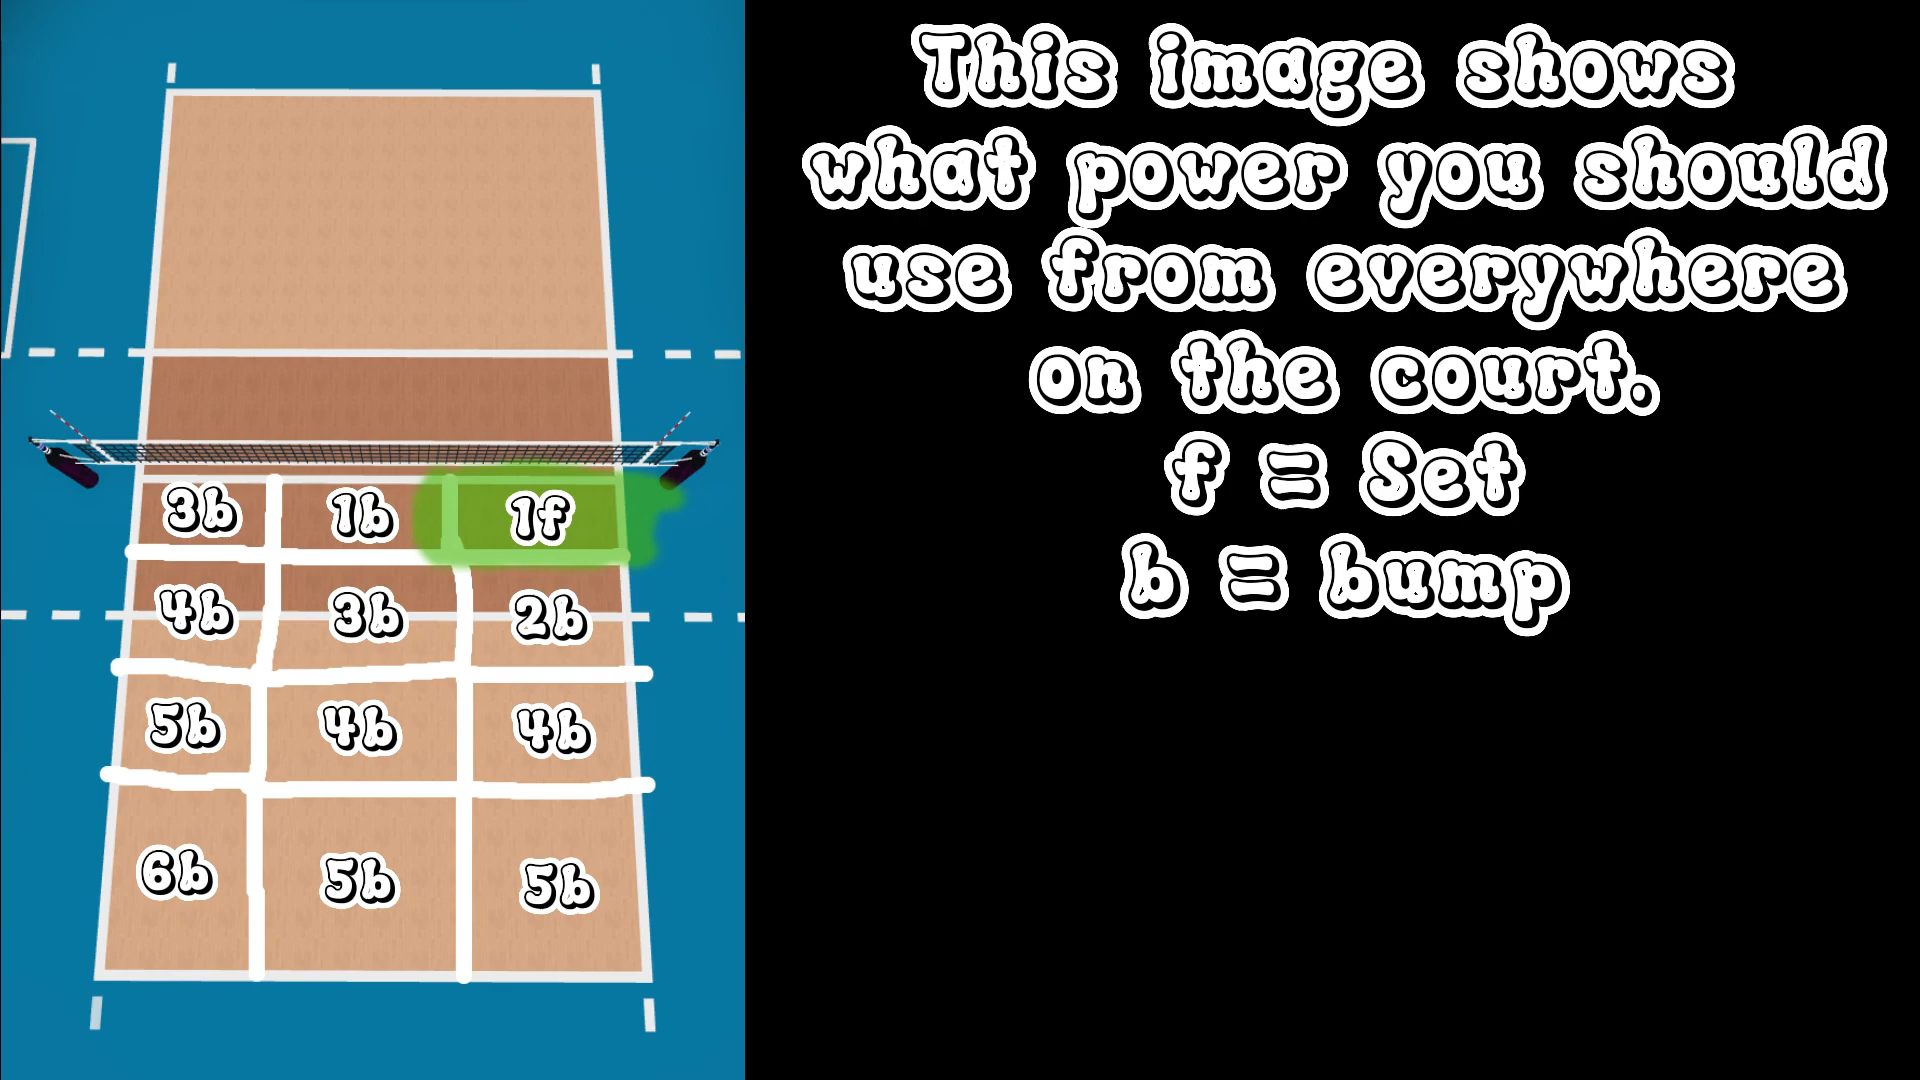 This image shows
what power you should
use from everywhere
on the court.
f = Set
b = bump
3b 1b 1f
4b 3b 2b
5b 4b 4b
6b 5b 5b